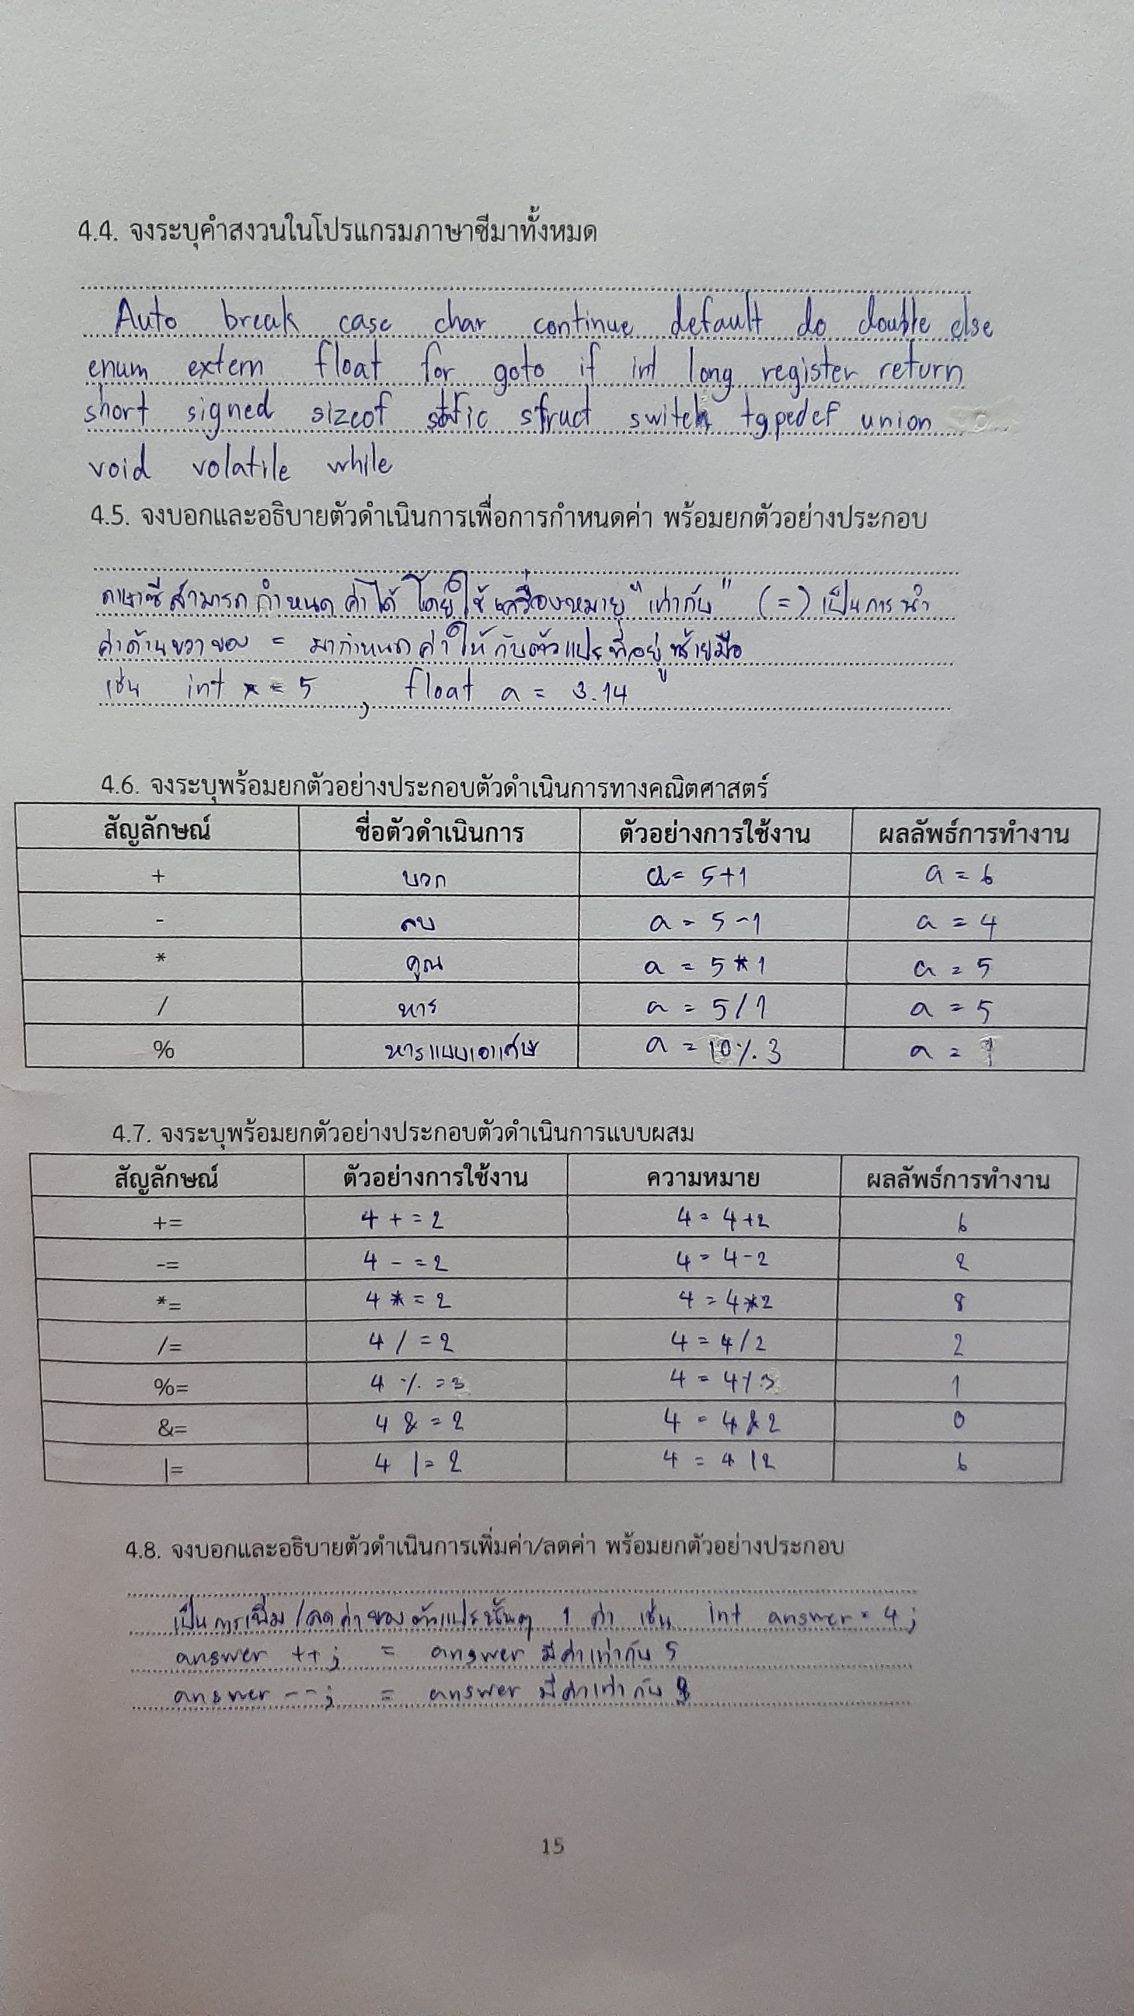 4.4. จงระบุคำสงวนในโปรแกรมภาษาซีมาทั้งหมด
Auto break case char continue default do double else
enum extern float for goto if int long register return
short signed sizeof static struct switch typedef union
void volatile while
4.5. จงบอกและอธิบายตัวดำเนินการเพื่อการกำหนดค่า พร้อมยกตัวอย่างประกอบ
ภาษาซีสามารถกำหนดค่าได้โดยใช้เครื่องหมาย "เท่ากับ" (=) เป็นการนำ
ค่าด้านขวาของ = มากำหนดค่าให้กับตัวแปรที่อยู่ซ้ายมือ
เช่น int x = 5 , float a = 3.14
4.6. จงระบุพร้อมยกตัวอย่างประกอบตัวดำเนินการทางคณิตศาสตร์
สัญลักษณ์ ชื่อตัวดำเนินการ ตัวอย่างการใช้งาน ผลลัพธ์การทำงาน
+ บวก a = 5+1 a = 6
- ลบ a = 5-1 a = 4
* คูณ a = 5*1 a = 5
/ หาร a = 5/1 a = 5
% หารแบบเอาเศษ a = 10%3 a = 1
4.7. จงระบุพร้อมยกตัวอย่างประกอบตัวดำเนินการแบบผสม
สัญลักษณ์ ตัวอย่างการใช้งาน ความหมาย ผลลัพธ์การทำงาน
+= 4 += 2 4 = 4+2 6
-= 4 -= 2 4 = 4-2 2
*= 4 *= 2 4 = 4*2 8
/= 4 /= 2 4 = 4/2 2
%= 4 %= 3 4 = 4%3 1
&= 4 &= 2 4 = 4&2 0
|= 4 |= 2 4 = 4|2 6
4.8. จงบอกและอธิบายตัวดำเนินการเพิ่มค่า/ลดค่า พร้อมยกตัวอย่างประกอบ
เป็นการเพิ่ม/ลดค่าของตัวแปรนั้นๆ 1 ค่า เช่น int answer = 4;
answer ++; = answer มีค่าเท่ากับ 5
answer --; = answer มีค่าเท่ากับ
15